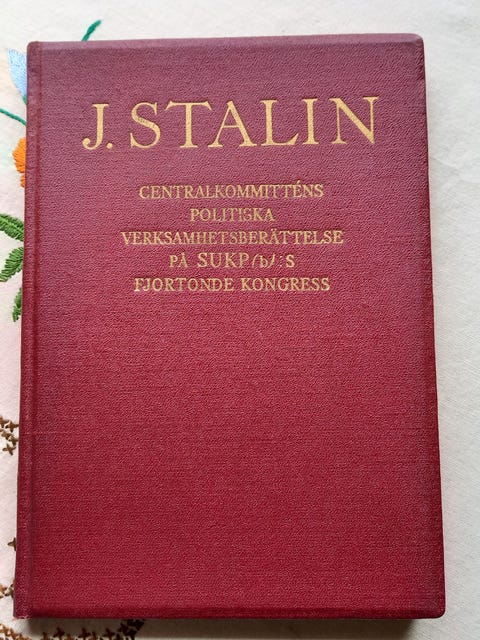 J. STALIN
CENTRALKOMMITTÉNS
POLITISKA
VERKSAMHETSBERÄTTELSE
PÅ SUKP(b):S
FJORTONDE KONGRESS